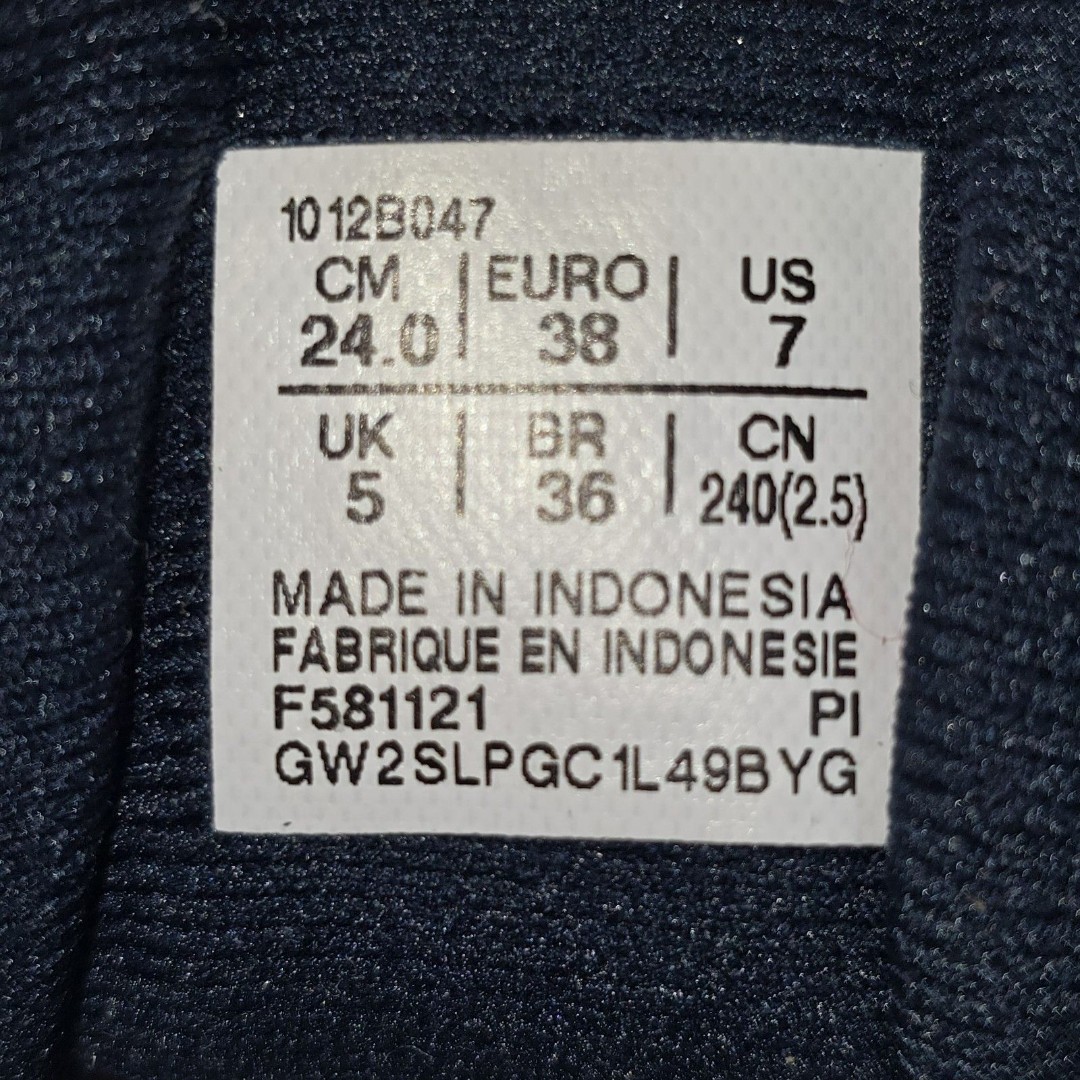 1012B047
CM | EURO | US
24.0 | 38 | 7
UK | BR | CN
5 | 36 | 240(2.5)
MADE IN INDONESIA
FABRIQUE EN INDONESIE
F581121 PI
GW2SLPGC1L49BYG